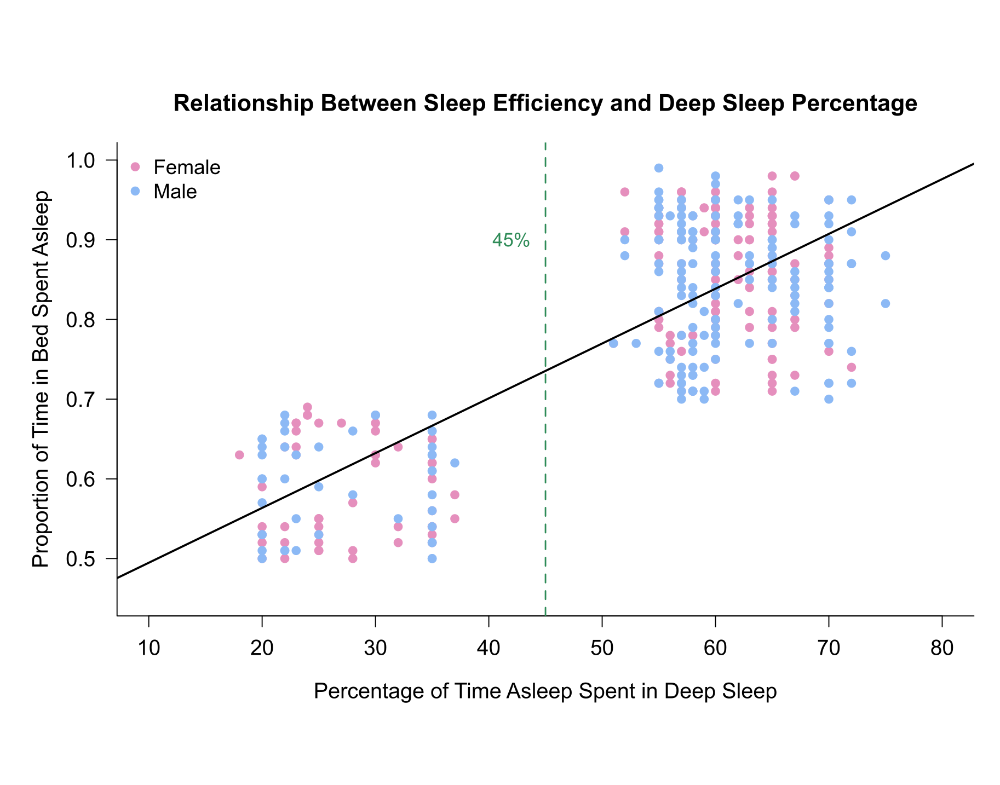 Relationship Between Sleep Efficiency and Deep Sleep Percentage
Female
Male
45%
Proportion of Time in Bed Spent Asleep
1.0
0.9
0.8
0.7
0.6
0.5
10 20 30 40 50 60 70 80
Percentage of Time Asleep Spent in Deep Sleep